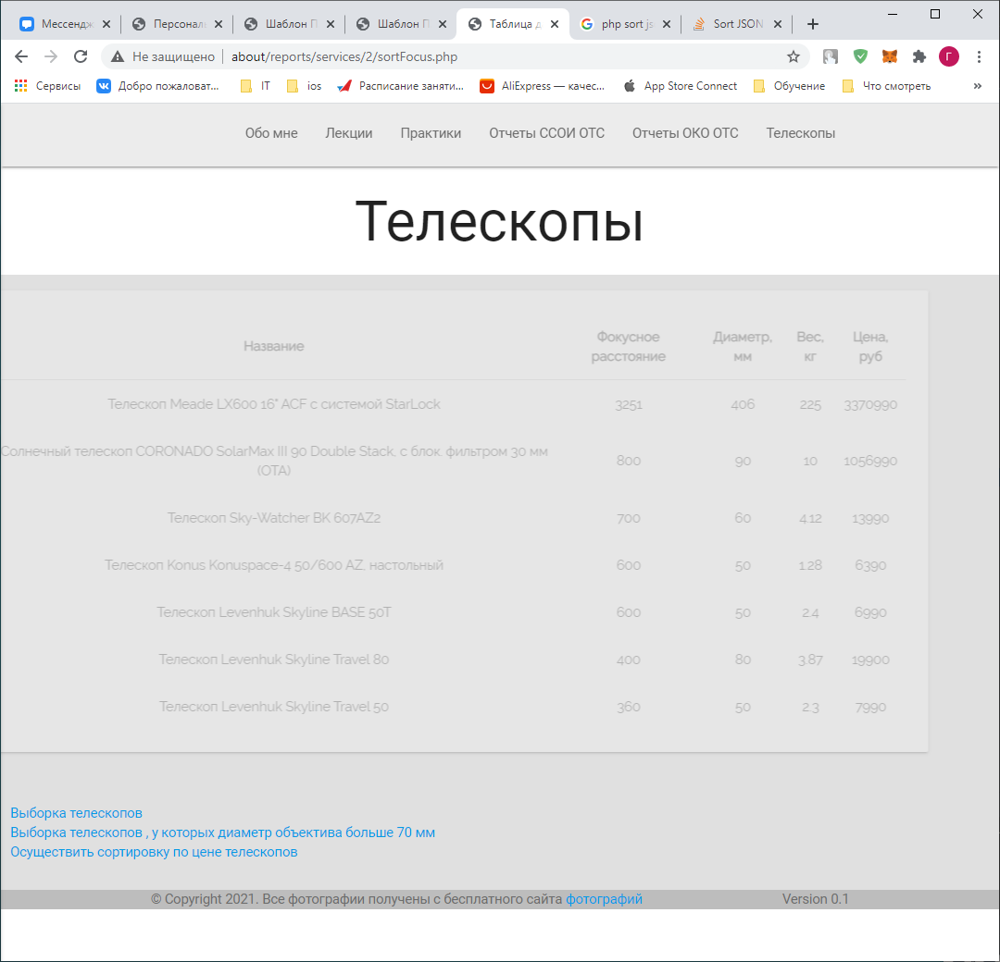 Мессендж
Персонал
Шаблон П
Шаблон П
Таблица д
php sort js
Sort JSON
Не защищено
about/reports/services/2/sortFocus.php
Г
Сервисы
Добро пожаловат...
IT
ios
Расписание заняти...
AliExpress — качес...
App Store Connect
Обучение
Что смотреть
»
Обо мне
Лекции
Практики
Отчеты ССОИ ОТС
Отчеты ОКО ОТС
Телескопы
Телескопы
Название
Фокусное
расстояние
Диаметр,
мм
Вес,
кг
Цена,
руб
Телескоп Meade LX600 16" ACF с системой StarLock 3251 406 225 3370990
Солнечный телескоп CORONADO SolarMax III 90 Double Stack, с блок. фильтром 30 мм
(OTA)
800 90 10 1056990
Телескоп Sky-Watcher BK 607AZ2 700 60 4.12 13990
Телескоп Konus Konuspace-4 50/600 AZ, настольный 600 50 1.28 6390
Телескоп Levenhuk Skyline BASE 50T 600 50 2.4 6990
Телескоп Levenhuk Skyline Travel 80 400 80 3.87 19900
Телескоп Levenhuk Skyline Travel 50 360 50 2.3 7990
Выборка телескопов
Выборка телескопов , у которых диаметр объектива больше 70 мм
Осуществить сортировку по цене телескопов
© Copyright 2021. Все фотографии получены с бесплатного сайта фотографий
Version 0.1